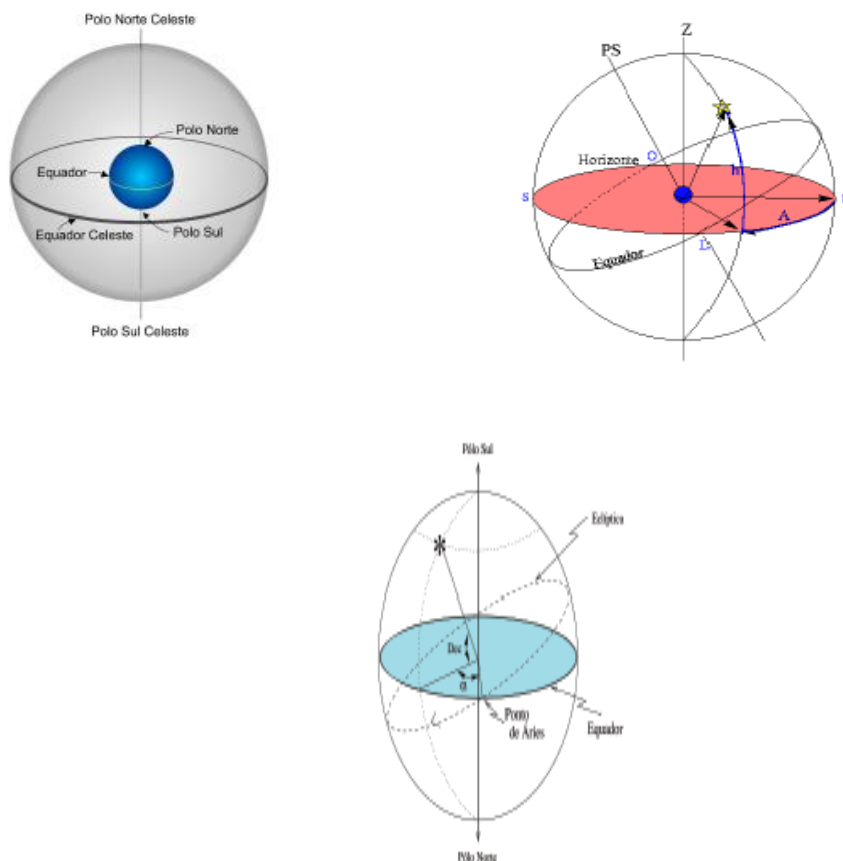 Polo Norte Celeste
Polo Norte
Equador
Equador Celeste
Polo Sul
Polo Sul Celeste
Z
PS
Horizonte
O
h
S
A
L
Equador
Pólo Sul
Eclíptica
Dec
α
Ponto
de Áries
Equador
Pólo Norte